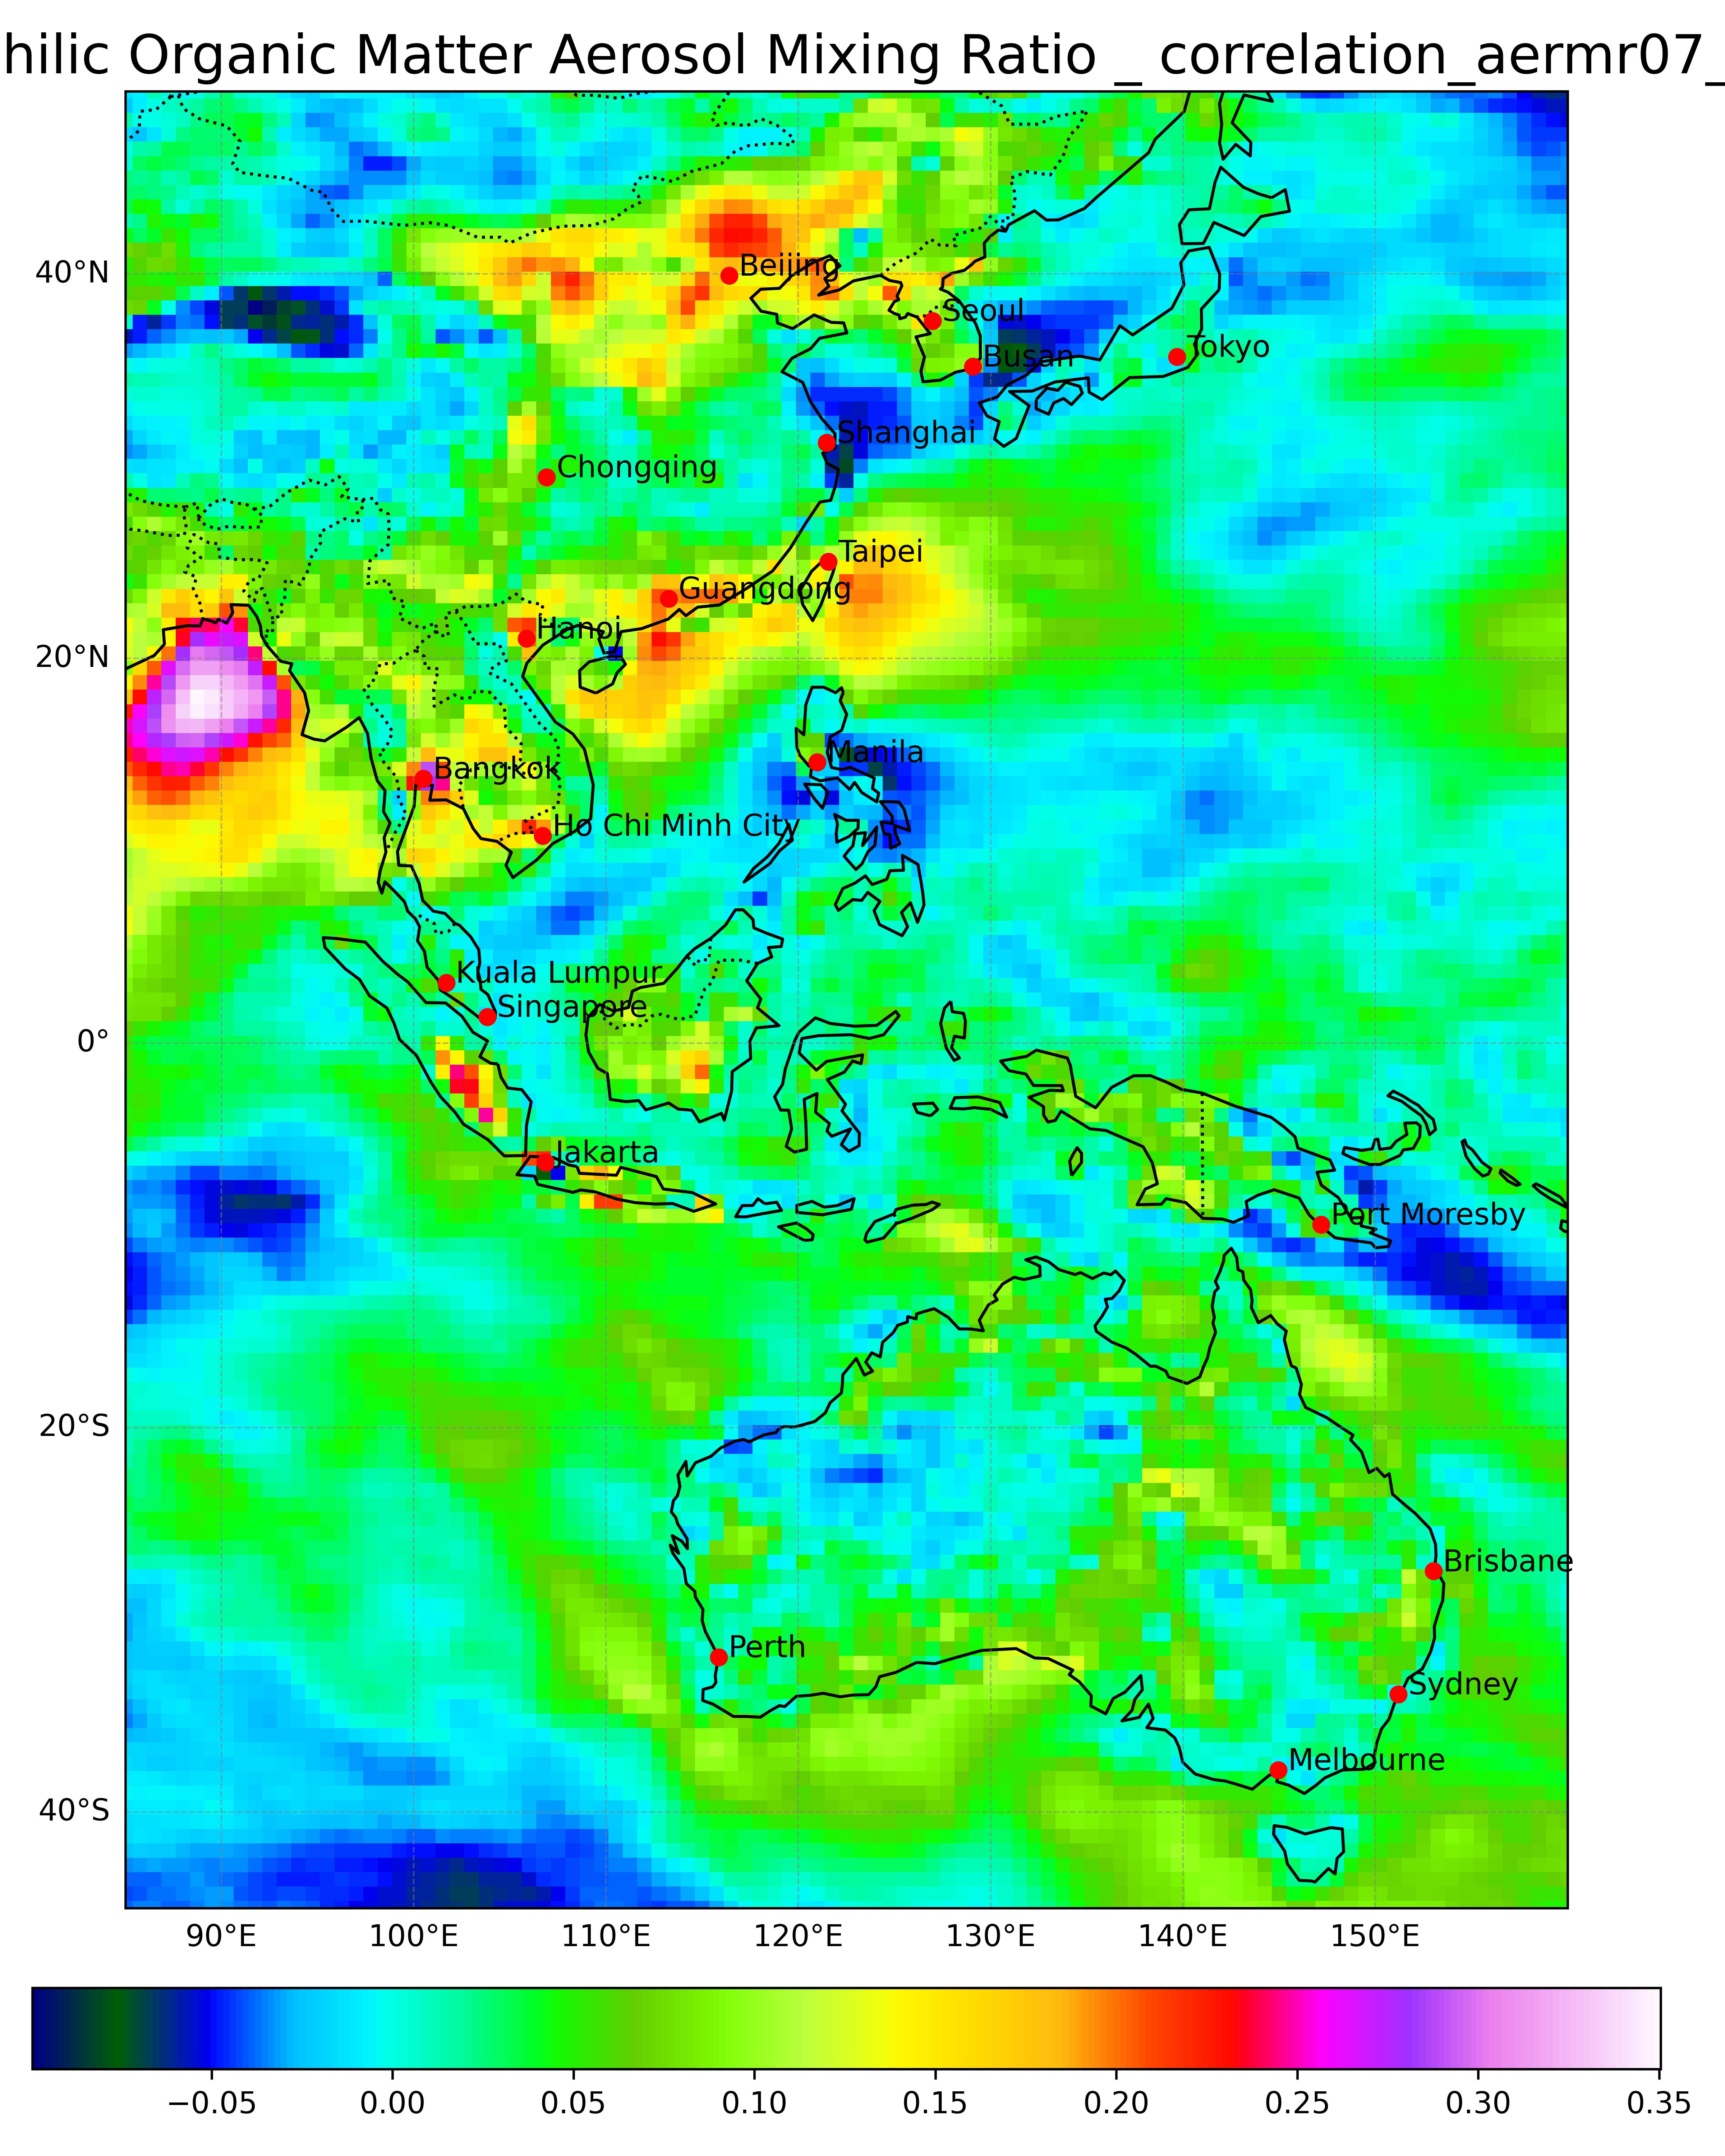 hilic Organic Matter Aerosol Mixing Ratio _ correlation_aermr07_
40°N
20°N
0°
20°S
40°S
Beijing
Seoul
Busan
Tokyo
Shanghai
Chongqing
Taipei
Guangdong
Hanoi
Manila
Bangkok
Ho Chi Minh City
Kuala Lumpur
Singapore
Jakarta
Port Moresby
Brisbane
Perth
Sydney
Melbourne
90°E 100°E 110°E 120°E 130°E 140°E 150°E
−0.05 0.00 0.05 0.10 0.15 0.20 0.25 0.30 0.35